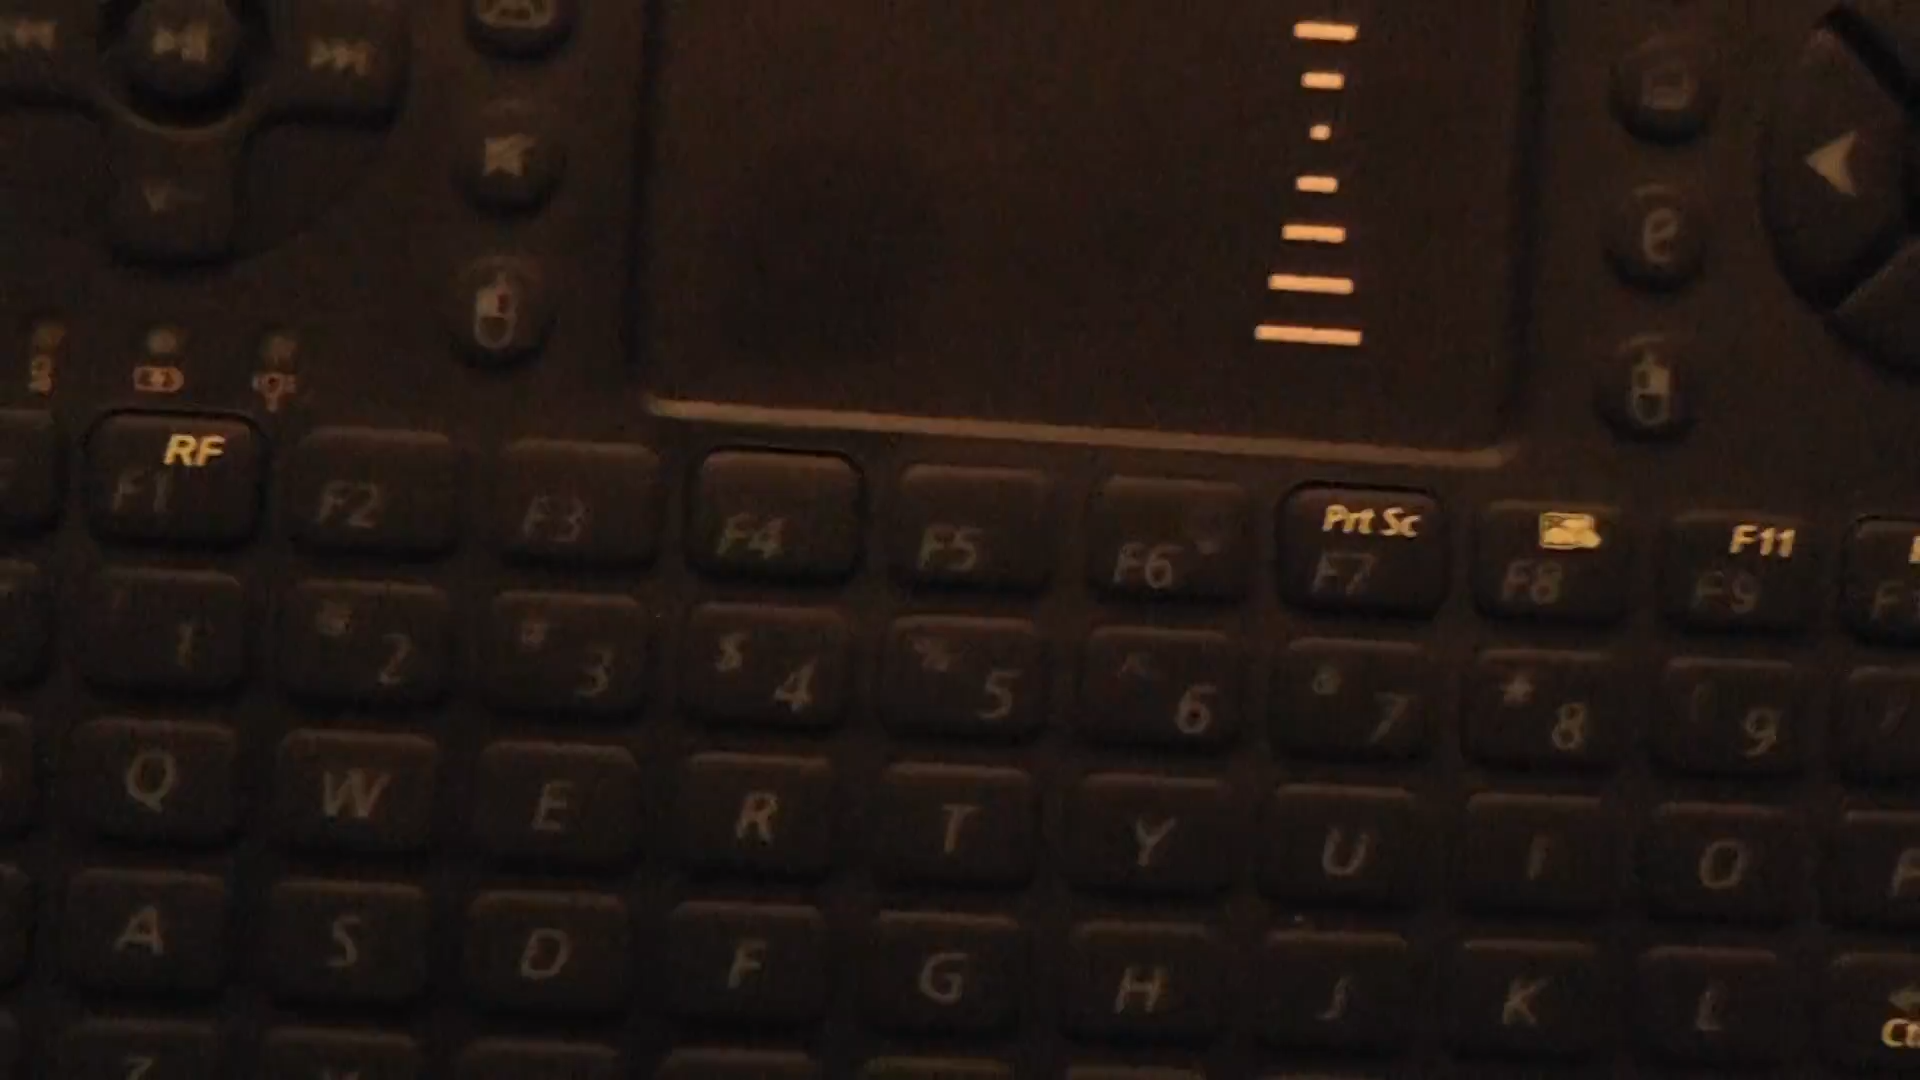 RF
F1 F2 F3 F4 F5 F6
Prt Sc
F7 F8
F11
F9
1 2 3 $ 4 % 5 ^ 6 7 * 8 9
Q W E R T Y U I O P
A S D F G H J K L
Z